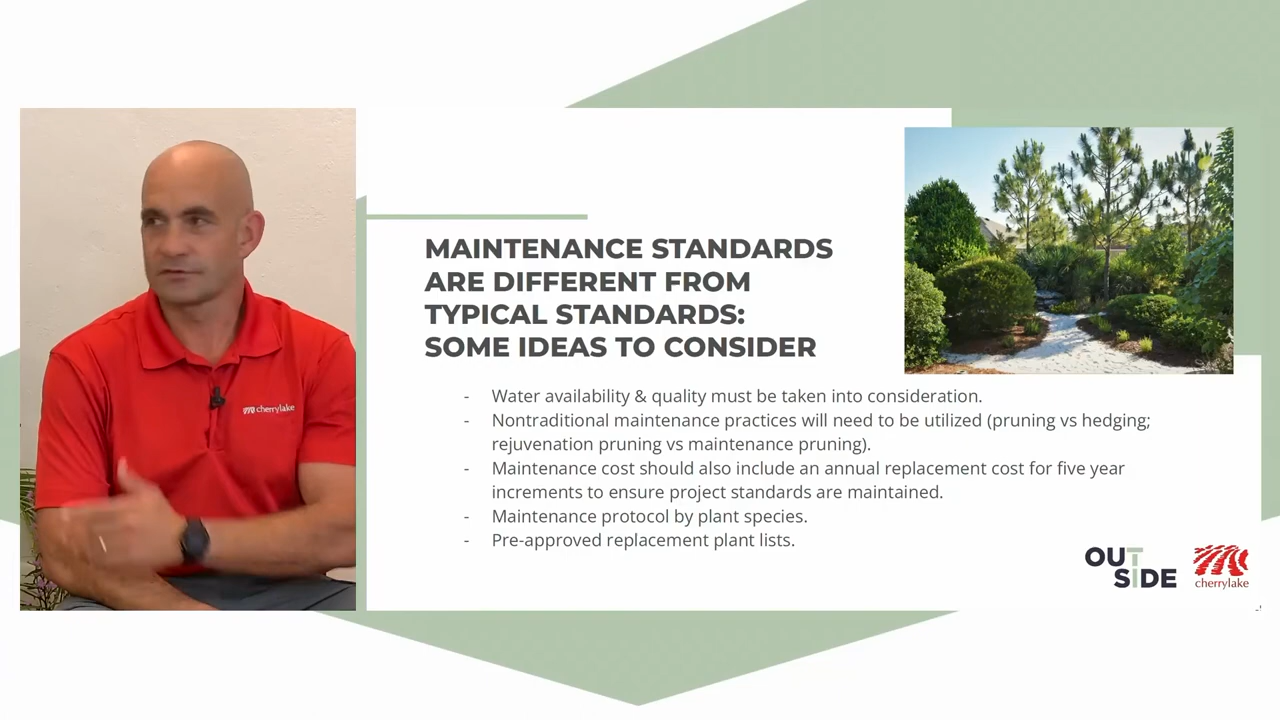 cherrylake
MAINTENANCE STANDARDS
ARE DIFFERENT FROM
TYPICAL STANDARDS:
SOME IDEAS TO CONSIDER
- Water availability & quality must be taken into consideration.
- Nontraditional maintenance practices will need to be utilized (pruning vs hedging;
rejuvenation pruning vs maintenance pruning).
- Maintenance cost should also include an annual replacement cost for five year
increments to ensure project standards are maintained.
- Maintenance protocol by plant species.
- Pre-approved replacement plant lists.
OUT
SIDE
cherrylake